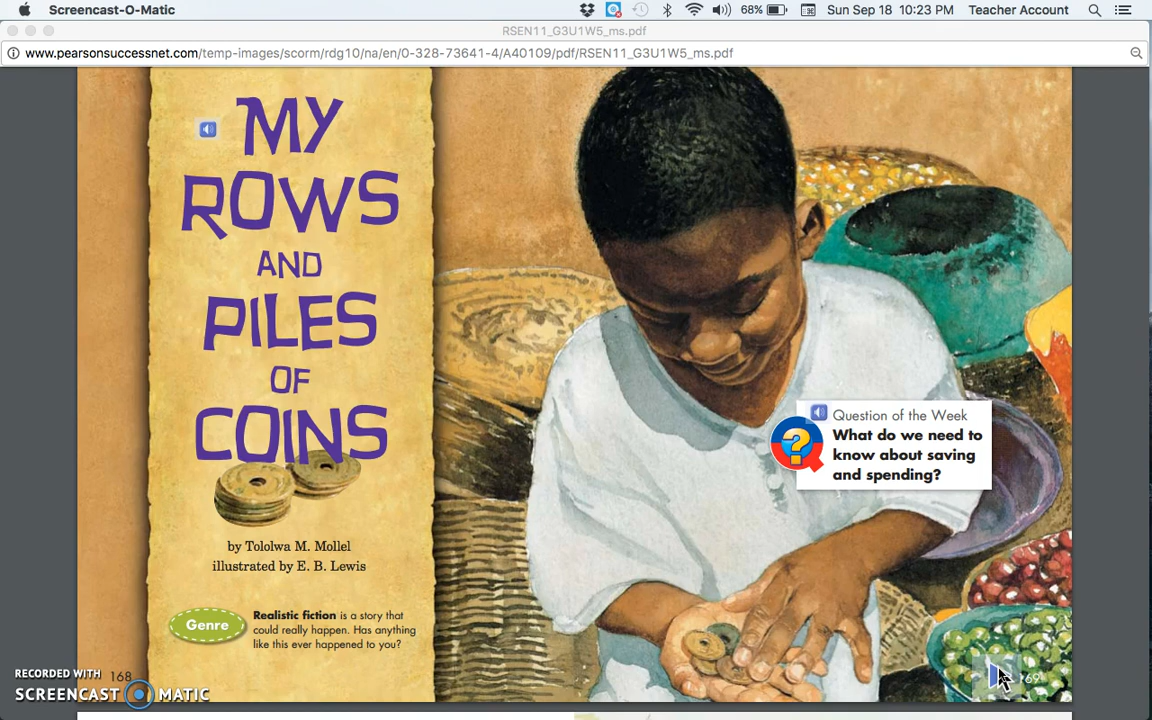 Screencast-O-Matic
68%
Sun Sep 18 10:23 PM
Teacher Account
RSEN11_G3U1W5_ms.pdf
www.pearsonsuccessnet.com/temp-images/scorm/rdg10/na/en/0-328-73641-4/A40109/pdf/RSEN11_G3U1W5_ms.pdf
MY
ROWS
AND
PILES
OF
COINS
by Tololwa M. Mollel
illustrated by E. B. Lewis
Genre
Realistic fiction is a story that
could really happen. Has anything
like this ever happened to you?
Question of the Week
What do we need to
know about saving
and spending?
168
RECORDED WITH
SCREENCAST MATIC